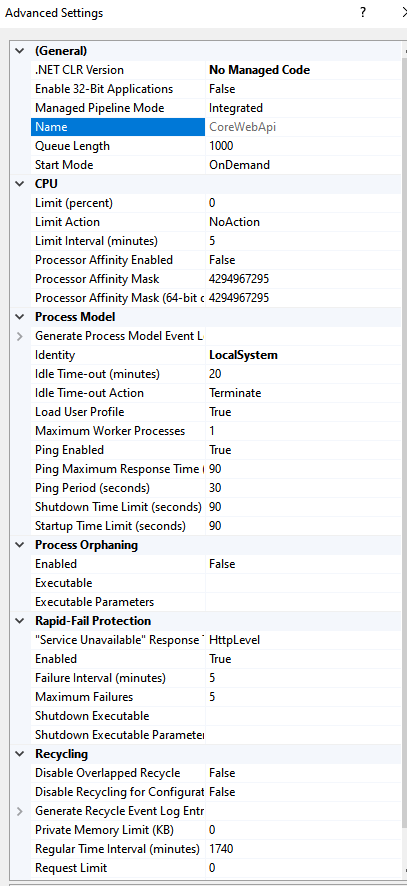 Advanced Settings ?
(General)
.NET CLR Version No Managed Code
Enable 32-Bit Applications False
Managed Pipeline Mode Integrated
Name CoreWebApi
Queue Length 1000
Start Mode OnDemand
CPU
Limit (percent) 0
Limit Action NoAction
Limit Interval (minutes) 5
Processor Affinity Enabled False
Processor Affinity Mask 4294967295
Processor Affinity Mask (64-bit o 4294967295
Process Model
Generate Process Model Event L
Identity LocalSystem
Idle Time-out (minutes) 20
Idle Time-out Action Terminate
Load User Profile True
Maximum Worker Processes 1
Ping Enabled True
Ping Maximum Response Time ( 90
Ping Period (seconds) 30
Shutdown Time Limit (seconds) 90
Startup Time Limit (seconds) 90
Process Orphaning
Enabled False
Executable
Executable Parameters
Rapid-Fail Protection
"Service Unavailable" Response T HttpLevel
Enabled True
Failure Interval (minutes) 5
Maximum Failures 5
Shutdown Executable
Shutdown Executable Parameter
Recycling
Disable Overlapped Recycle False
Disable Recycling for Configurat False
Generate Recycle Event Log Entr
Private Memory Limit (KB) 0
Regular Time Interval (minutes) 1740
Request Limit 0